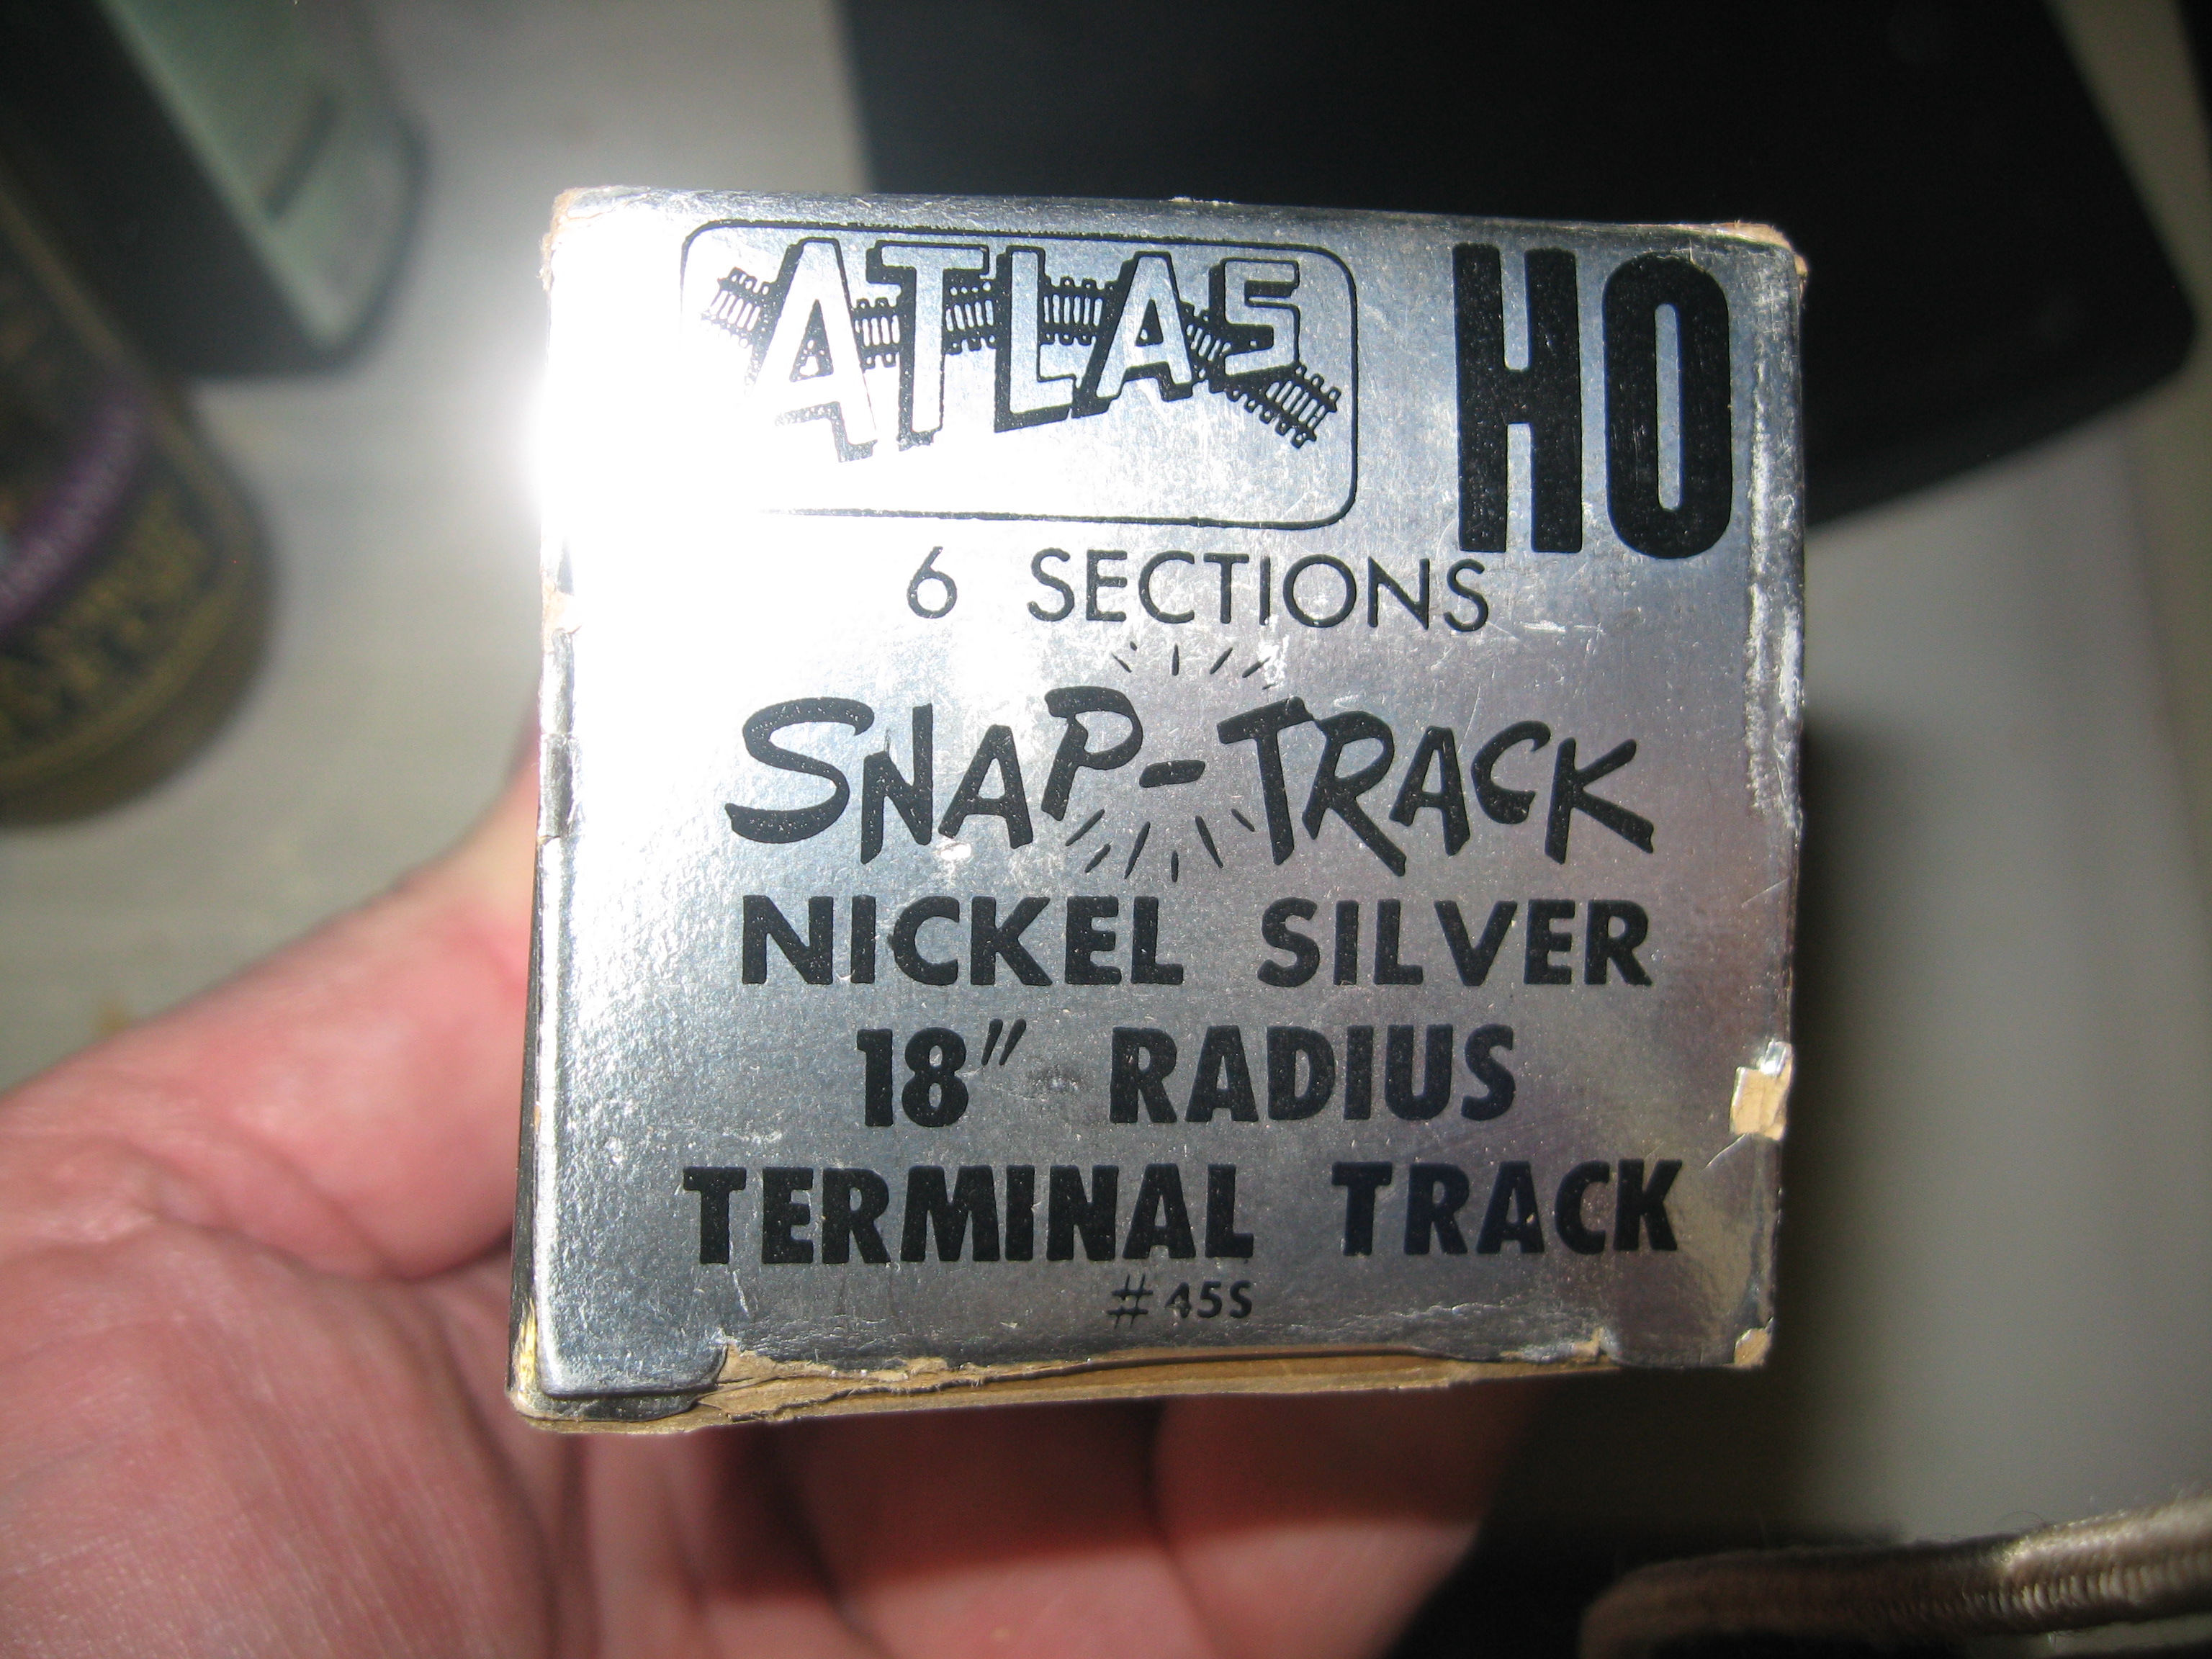 ATLAS HO
6 SECTIONS
SNAP-TRACK
NICKEL SILVER
18" RADIUS
TERMINAL TRACK
#45S